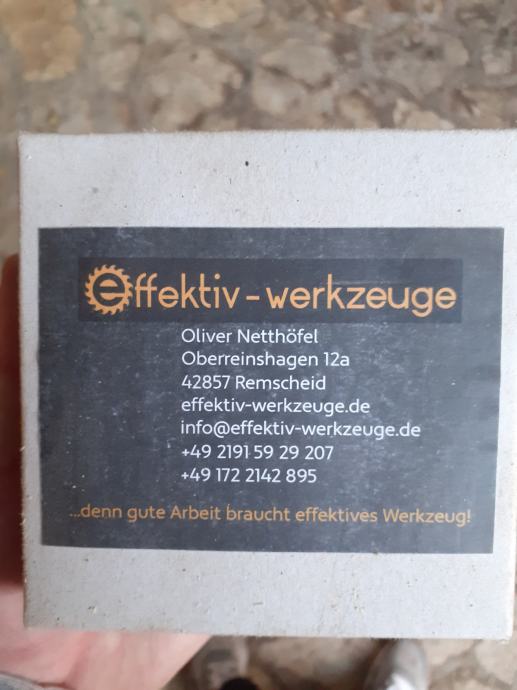 effektiv-werkzeuge
Oliver Netthöfel
Oberreinshagen 12a
42857 Remscheid
effektiv-werkzeuge.de
info@effektiv-werkzeuge.de
+49 2191 59 29 207
+49 172 2142 895
...denn gute Arbeit braucht effektives Werkzeug!